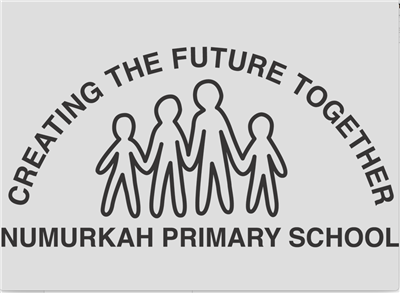 CREATING THE FUTURE TOGETHER
NUMURKAH PRIMARY SCHOOL